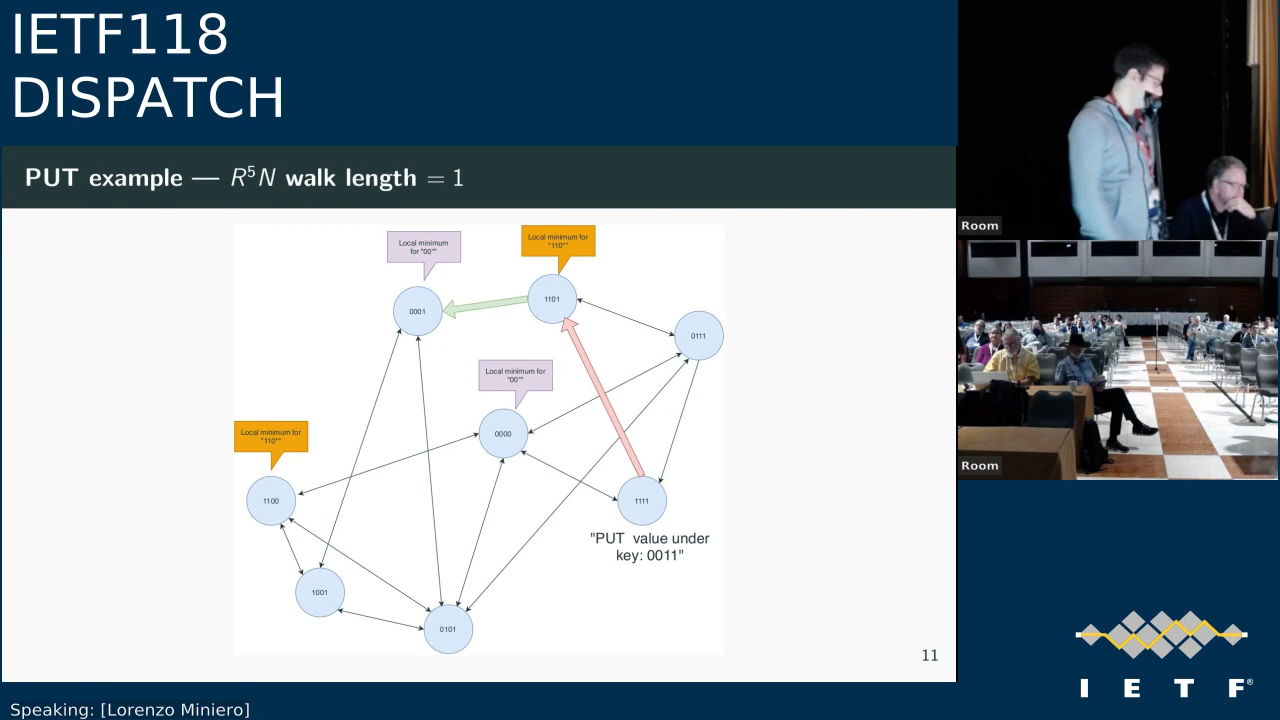 IETF118
DISPATCH
PUT example — R⁵N walk length = 1
Local minimum
for "00*"
Local minimum for
"110*"
0001
1101
0111
Local minimum for
"00*"
0000
Local minimum for
"110*"
1100
1111
"PUT value under
key: 0011"
1001
0101
11
Room
Room
I E T F®
Speaking: [Lorenzo Miniero]